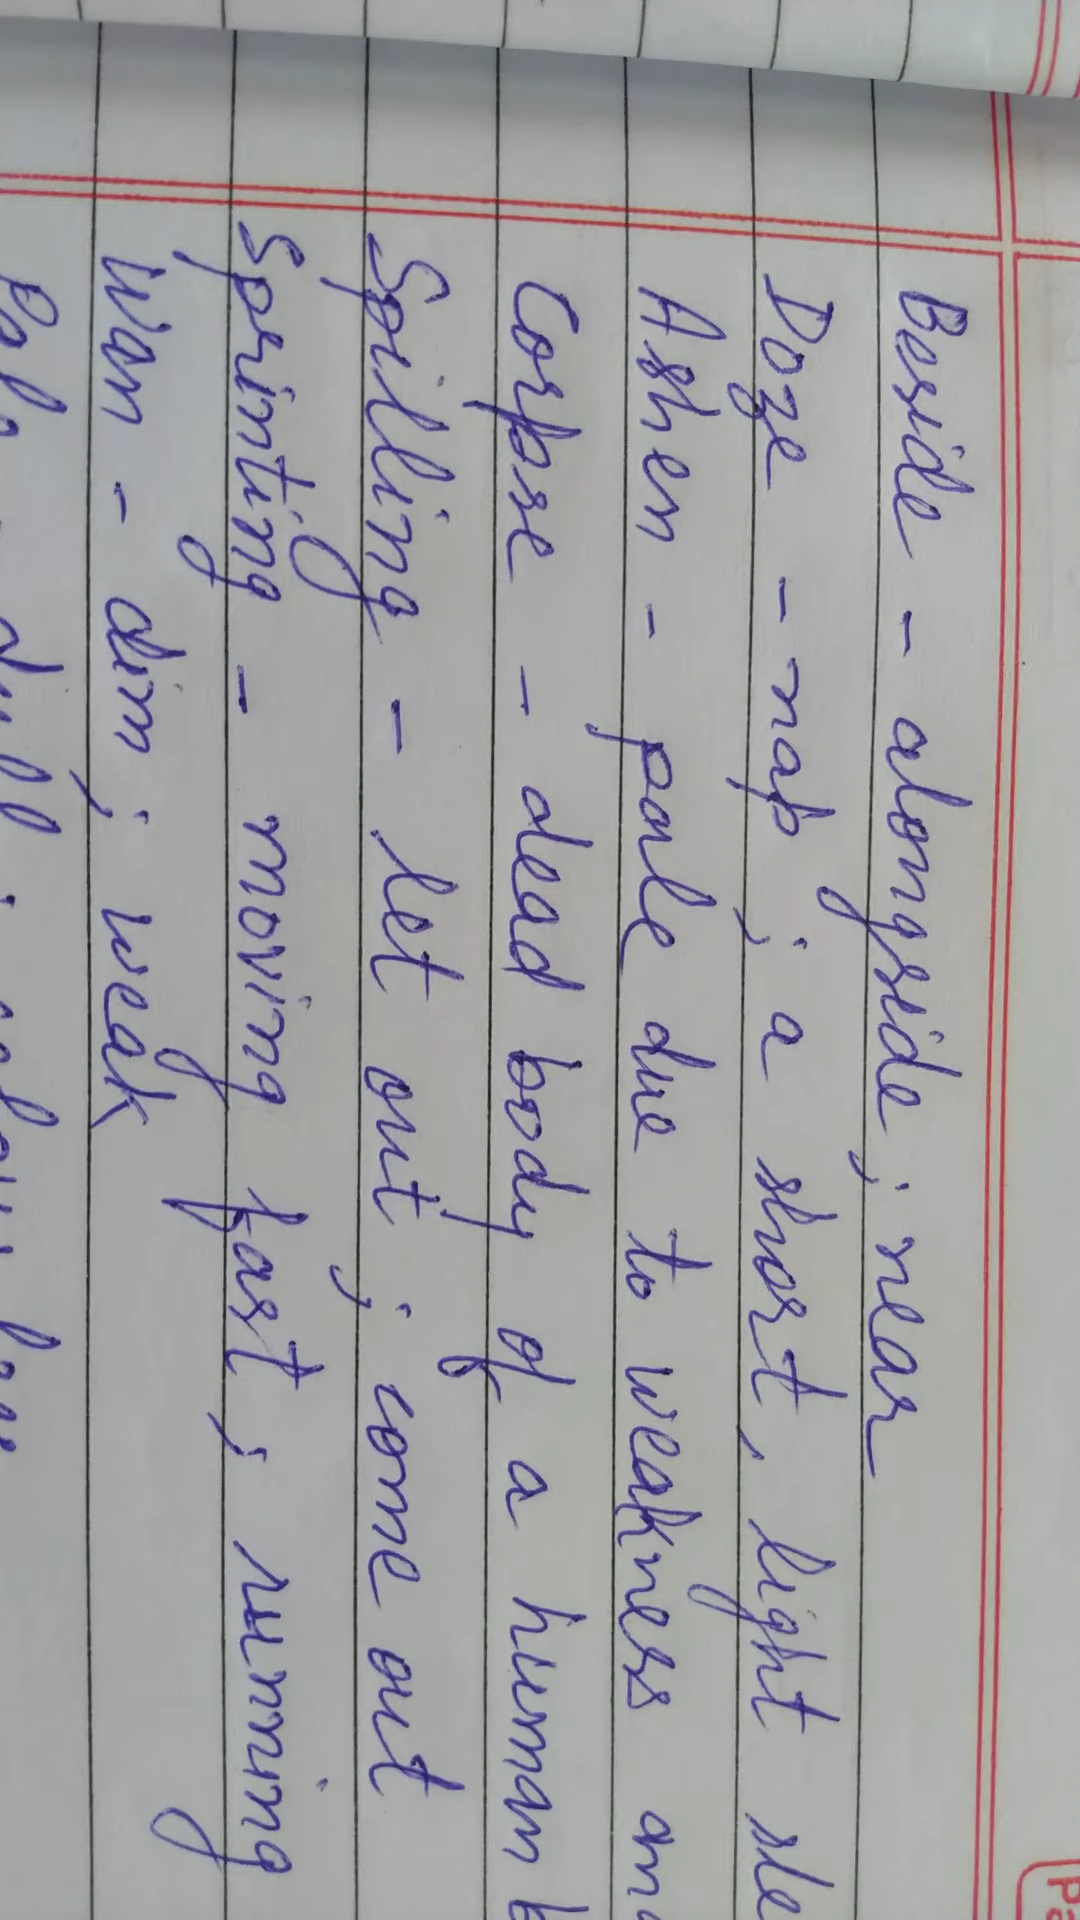 Beside - alongside ; near
Doze - nap ; a short, light
Ashen - pale due to weakness
Corpse - dead body of a human
Spilling - let out ; come out
Sprinting - moving fast ; running
Wan - dim ; weak
dull ;